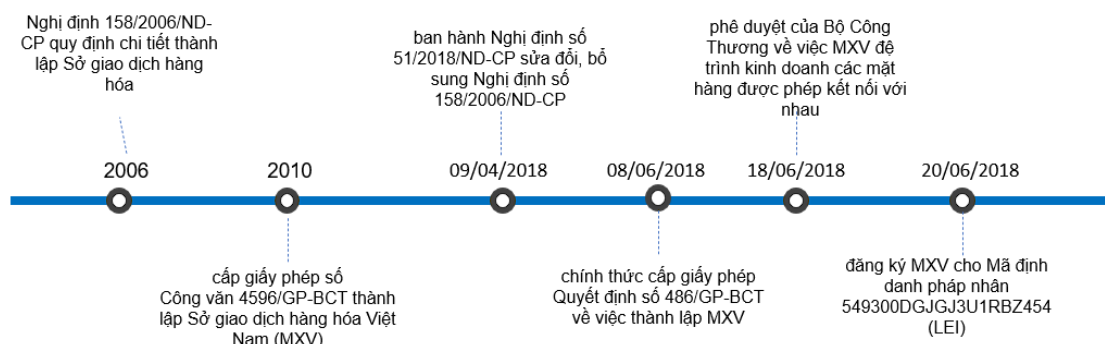 Nghị định 158/2006/ND-
CP quy định chi tiết thành
lập Sở giao dịch hàng
hóa
ban hành Nghị định số
51/2018/ND-CP sửa đổi, bổ
sung Nghị định số
158/2006/ND-CP
phê duyệt của Bộ Công
Thương về việc MXV đệ
trình kinh doanh các mặt
hàng được phép kết nối với
nhau
2006
2010
09/04/2018
08/06/2018
18/06/2018
20/06/2018
cấp giấy phép số
Công văn 4596/GP-BCT thành
lập Sở giao dịch hàng hóa Việt
Nam (MXV)
chính thức cấp giấy phép
Quyết định số 486/GP-BCT
về việc thành lập MXV
đăng ký MXV cho Mã định
danh pháp nhân
549300DGJGJ3U1RBZ454
(LEI)